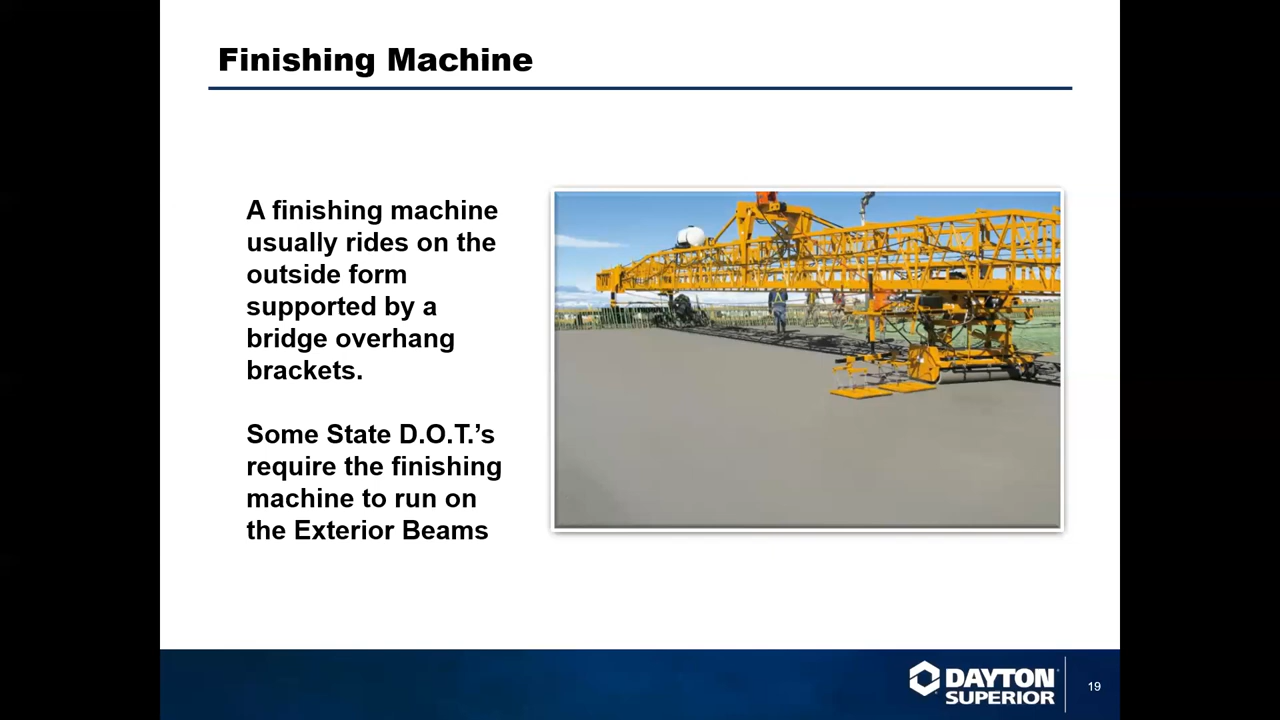 Finishing Machine
A finishing machine
usually rides on the
outside form
supported by a
bridge overhang
brackets.
Some State D.O.T.’s
require the finishing
machine to run on
the Exterior Beams
DAYTON
SUPERIOR
19